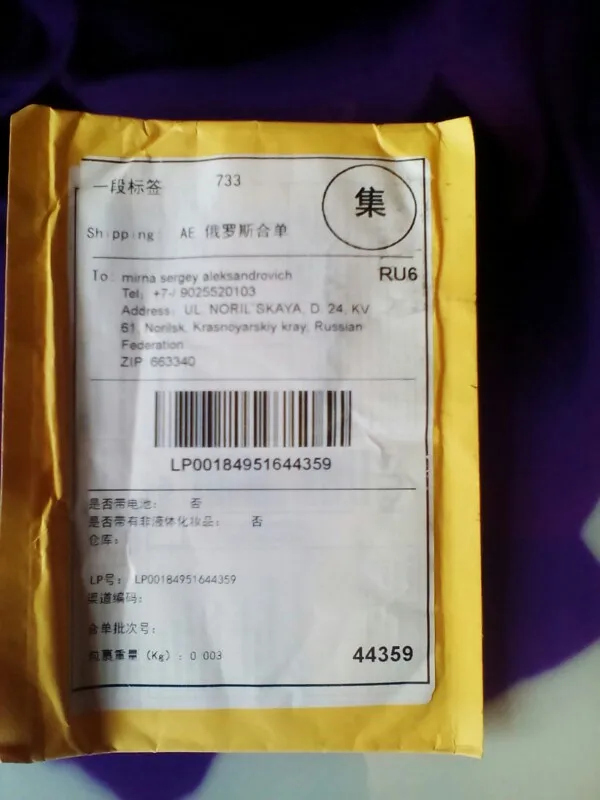 一段标签 733
集
Shipping: AE 俄罗斯合单
To: mirna sergey aleksandrovich
RU6
Tel: +7-/ 9025520103
Address: UL. NORIL'SKAYA, D. 24, KV
61, Norilsk, Krasnoyarskiy kray, Russian
Federation
ZIP 663340
LP00184951644359
是否带电池: 否
是否带有非液体化妆品: 否
仓库:
LP号: LP00184951644359
渠道编码:
合单批次号:
包裹重量 (Kg) : 0.003
44359